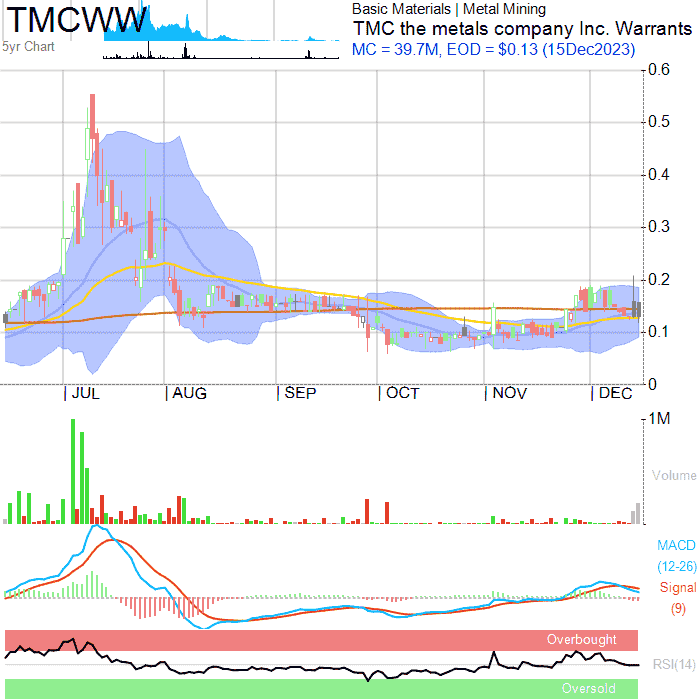 TMCWW
5yr Chart
Basic Materials | Metal Mining
TMC the metals company Inc. Warrants
MC = 39.7M, EOD = $0.13 (15Dec2023)
0.6
0.5
0.4
0.3
0.2
0.1
0
| JUL | AUG | SEP | OCT | NOV | DEC
1M
Volume
MACD
(12-26)
Signal
(9)
Overbought
RSI(14)
Oversold